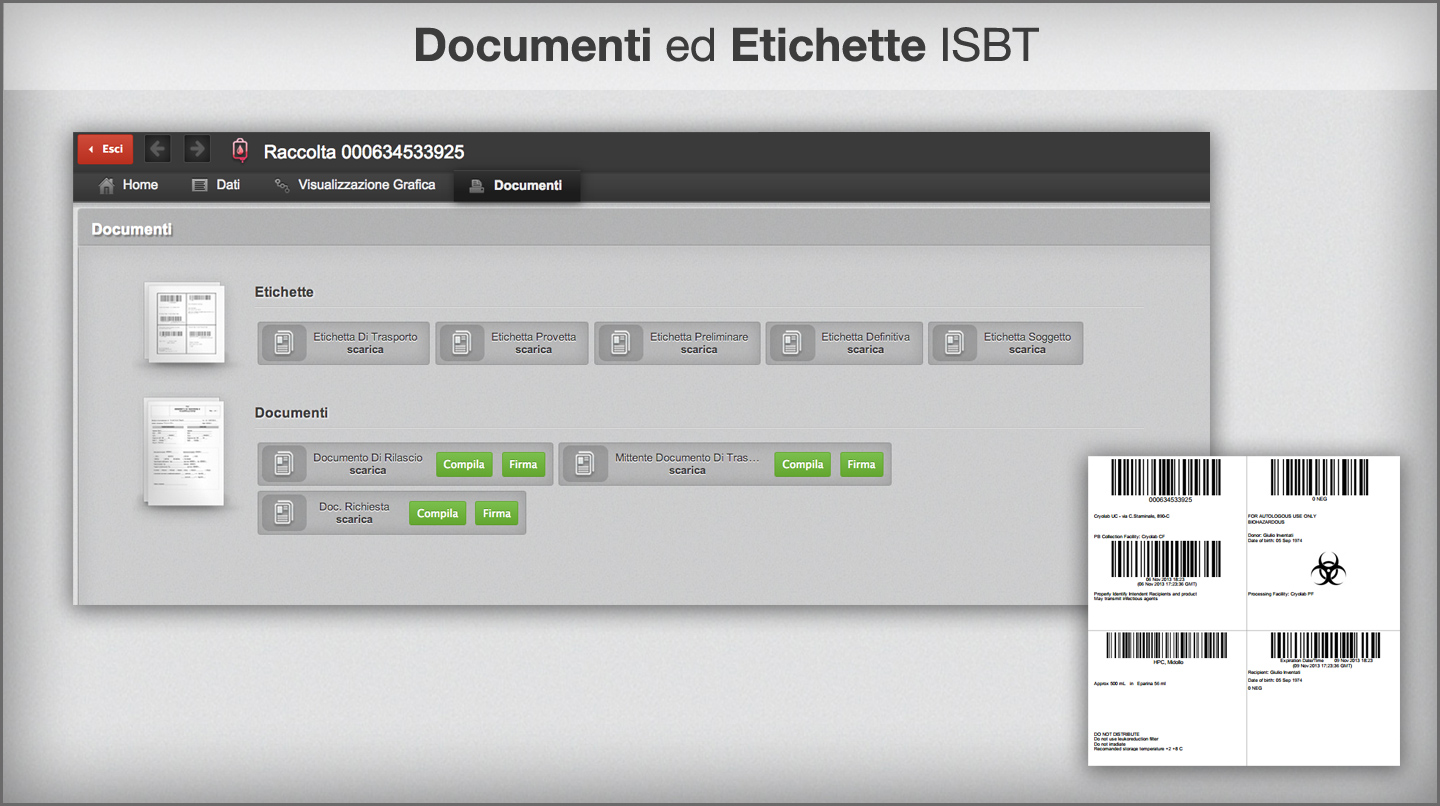 Documenti ed Etichette ISBT
Esci
Raccolta 000634533925
Home
Dati
Visualizzazione Grafica
Documenti
Documenti
Etichette
Etichetta Di Trasporto
scarica
Etichetta Provetta
scarica
Etichetta Preliminare
scarica
Etichetta Definitiva
scarica
Etichetta Soggetto
scarica
Documenti
Documento Di Rilascio
scarica
Compila
Firma
Mittente Documento Di Tras...
scarica
Compila
Firma
Doc. Richiesta
scarica
Compila
Firma
000634533925
Cryolab UC - via C.Staminale, 890-C
PB Collection Facility: Cryolab CF
06 Nov 2013 18:23
(06 Nov 2013 17:23:36 GMT)
Properly Identify Intendent Recipients and product
May transmit infectious agents
0 NEG
FOR AUTOLOGOUS USE ONLY
BIOHAZARDOUS
Donor: Giulio Inventati
Date of birth: 05 Sep 1974
Processing Facility: Cryolab PF
HPC, Midollo
Approx 500 mL in Eparina 56 ml
DO NOT DISTRIBUTE
Do not use leukoreduction filter
Do not irradiate
Recomanded storage temperature +2 +8 C
Expiration Date/Time 09 Nov 2013 18:23
(09 Nov 2013 17:23:36 GMT)
Recipient: Giulio Inventati
Date of birth: 05 Sep 1974
0 NEG